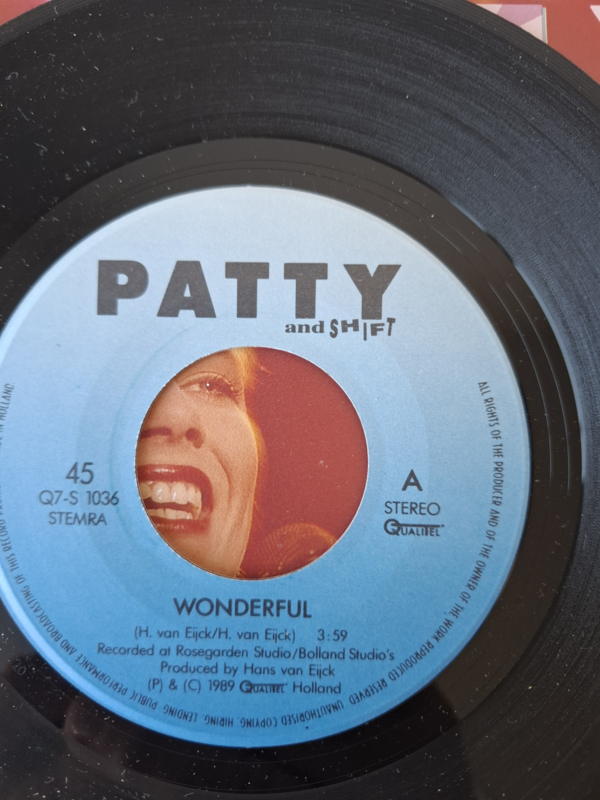 PATTY
and SHIFT
45
Q7-S 1036
STEMRA
A
STEREO
QUALITEL
WONDERFUL
(H. van Eijck/H. van Eijck) 3:59
Recorded at Rosegarden Studio/Bolland Studio's
Produced by Hans van Eijck
(P) & (C) 1989 QUALITEL Holland
ALL RIGHTS OF THE PRODUCER AND OF THE OWNER OF THE WORK REPRODUCED RESERVED. UNAUTHORISED COPYING, HIRING, LENDING, PUBLIC PERFORMANCE AND BROADCASTING OF THIS RECORD IN HOLLAND